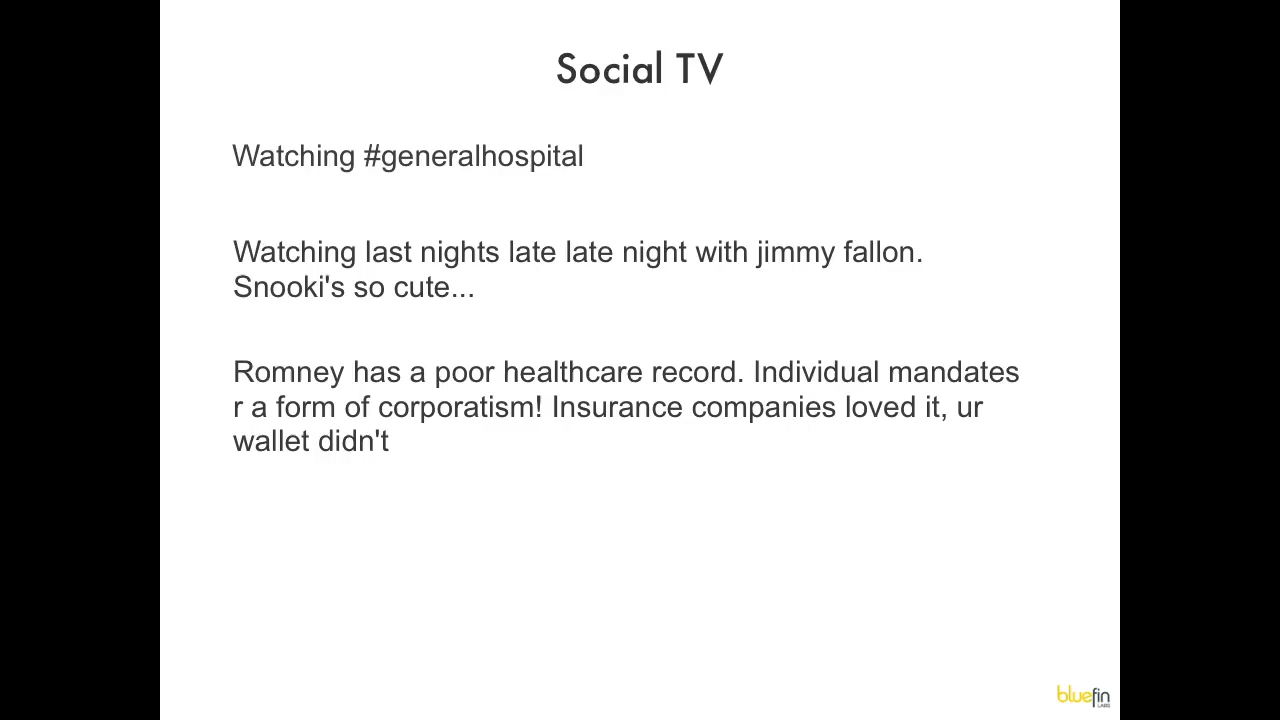 Social TV
Watching #generalhospital
Watching last nights late late night with jimmy fallon.
Snooki's so cute...
Romney has a poor healthcare record. Individual mandates
r a form of corporatism! Insurance companies loved it, ur
wallet didn't
bluefin
LABS